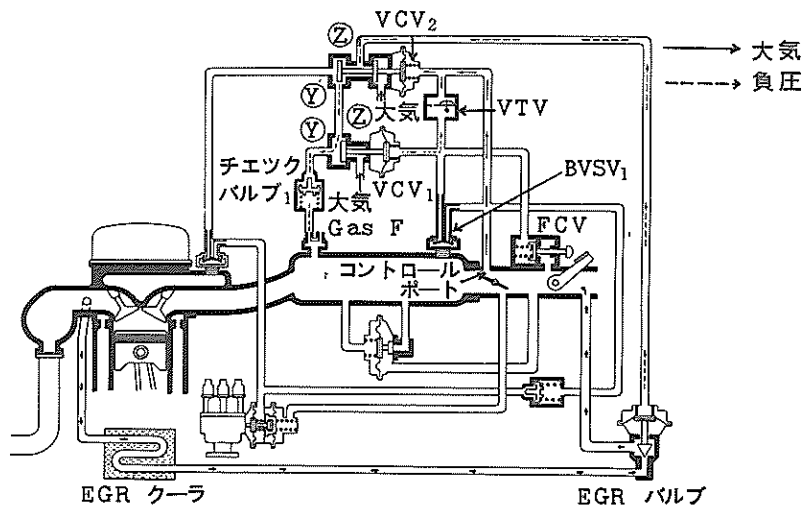 VCV₂
Ⓩ
大気
負圧
Ⓨ
大気
Ⓩ
VTV
Ⓨ
チエツク
バルブ₁
大気
VCV₁
BVSV₁
Gas F
FCV
コントロール
ポート
EGR クーラ
EGR バルブ